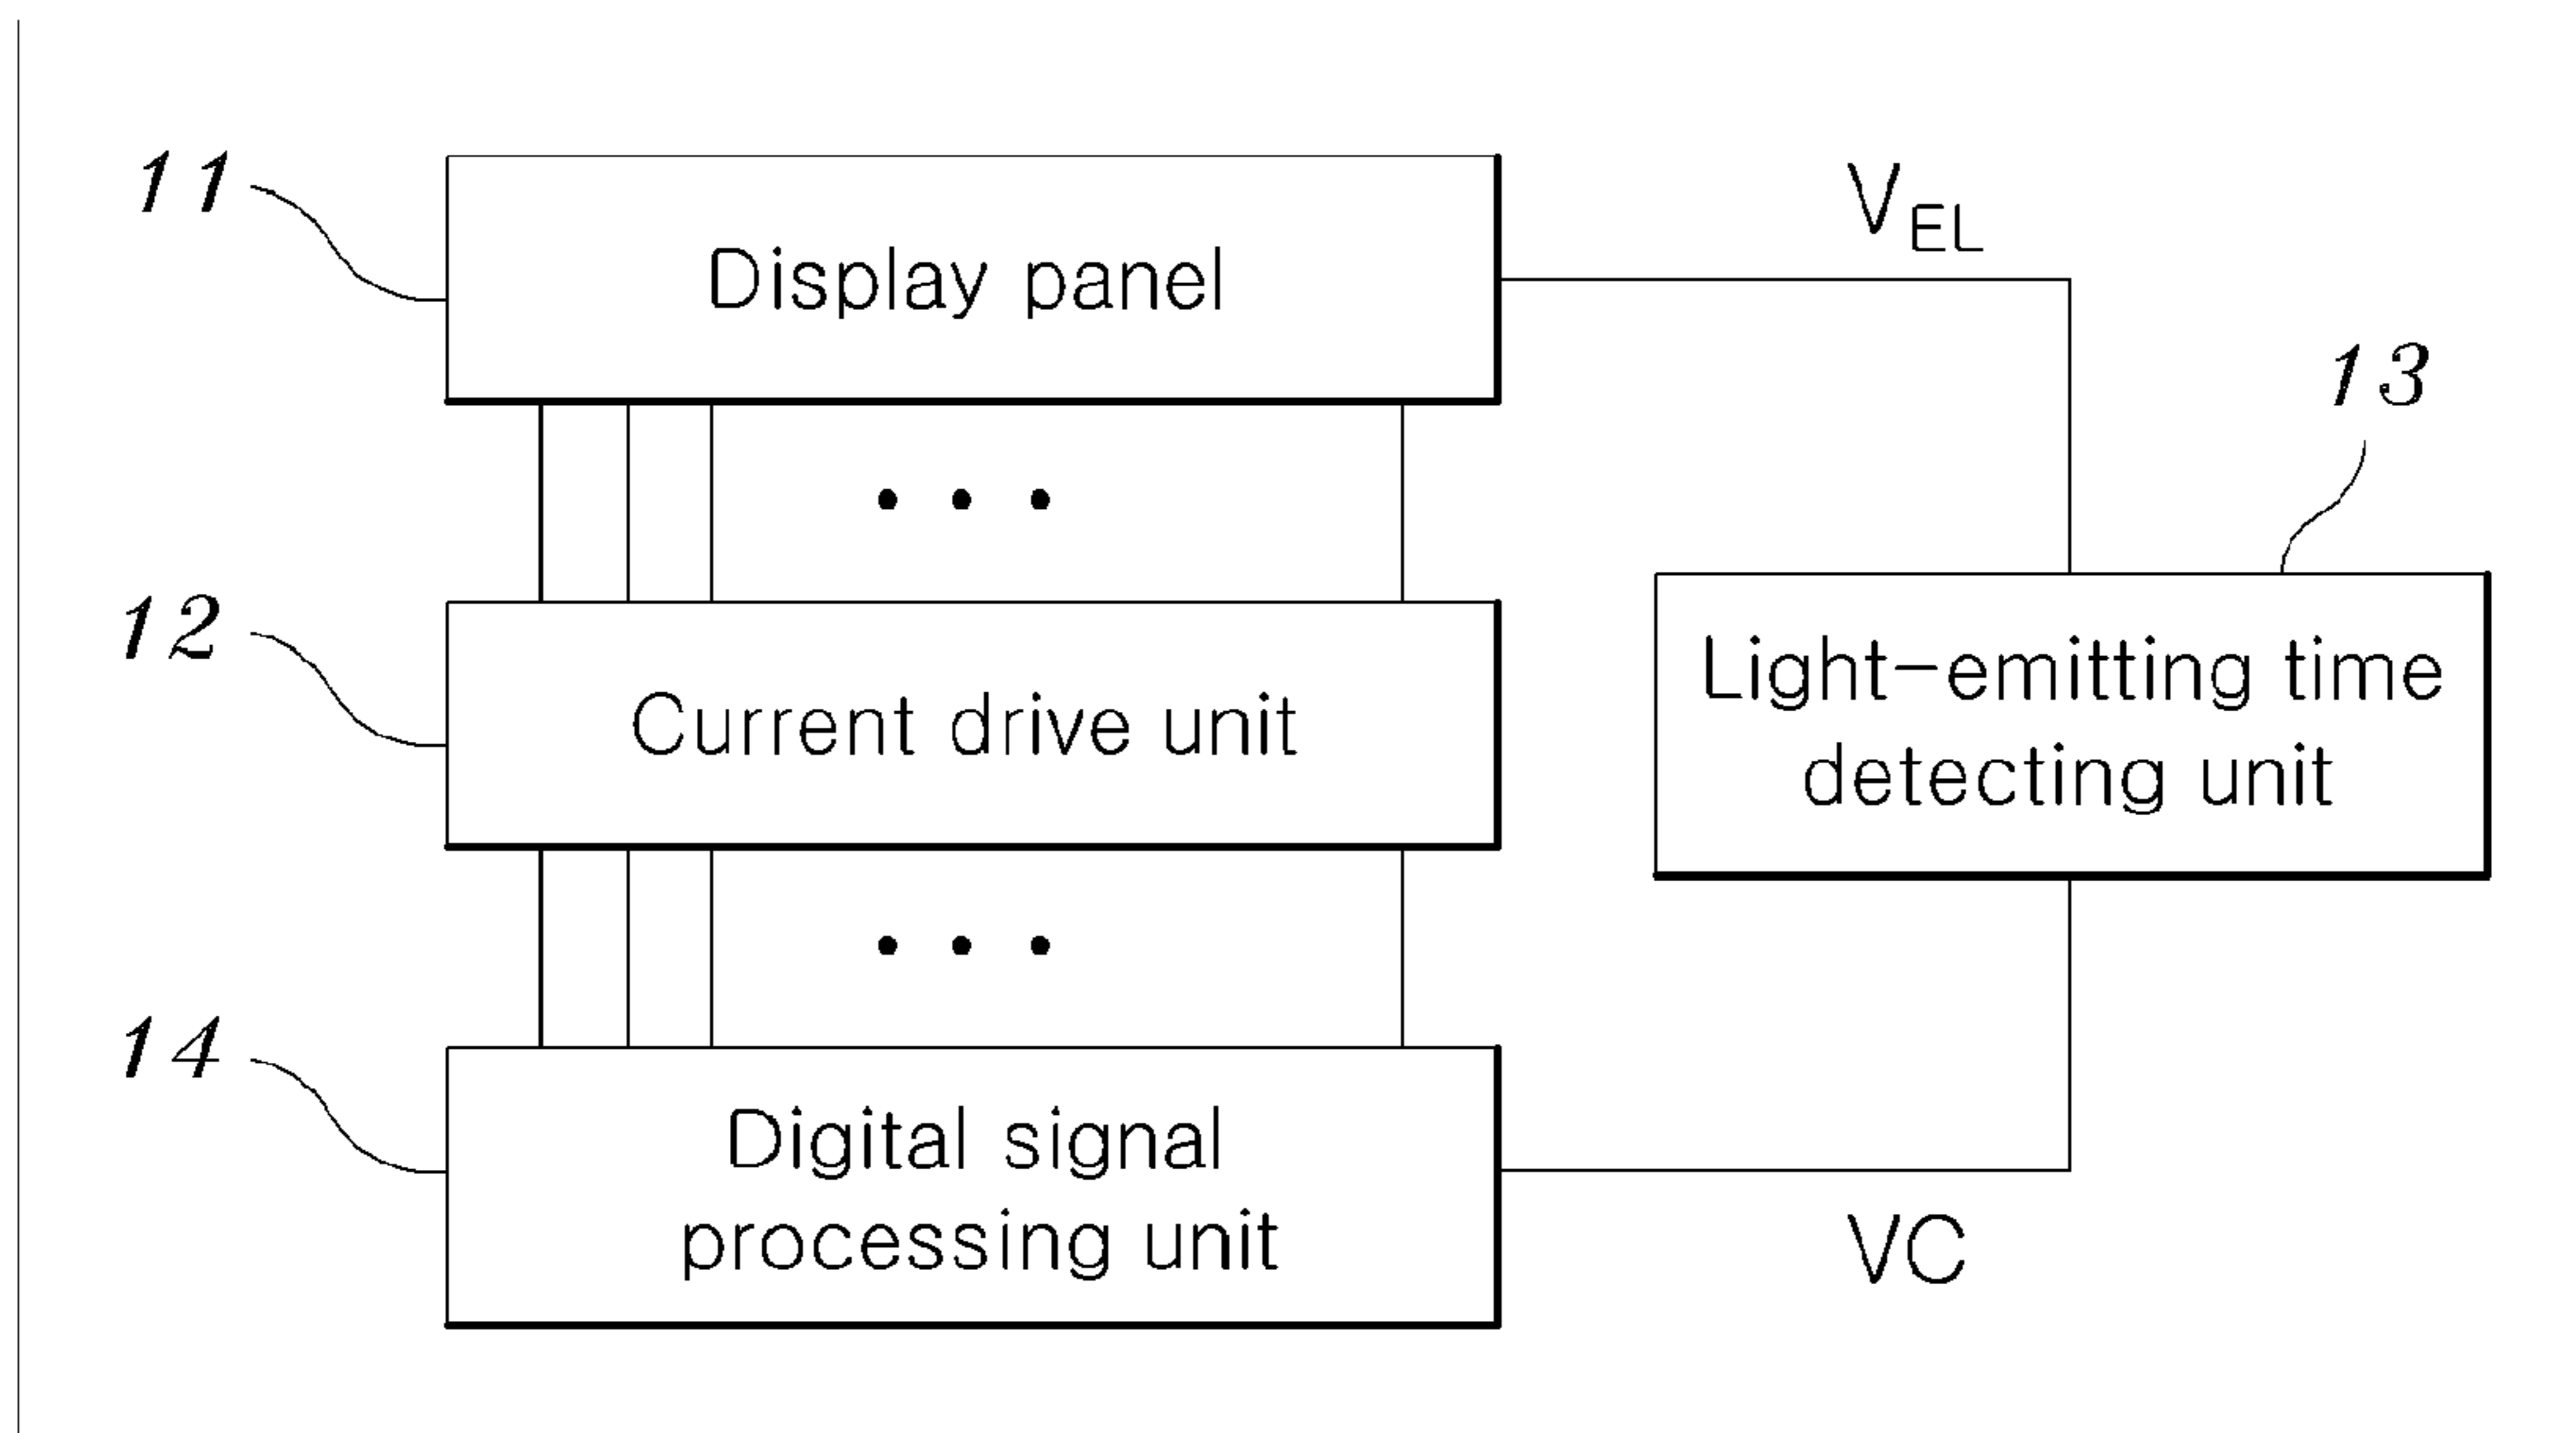 11
Display panel
V_EL
13
12
Current drive unit
Light-emitting time
detecting unit
14
Digital signal
processing unit
VC